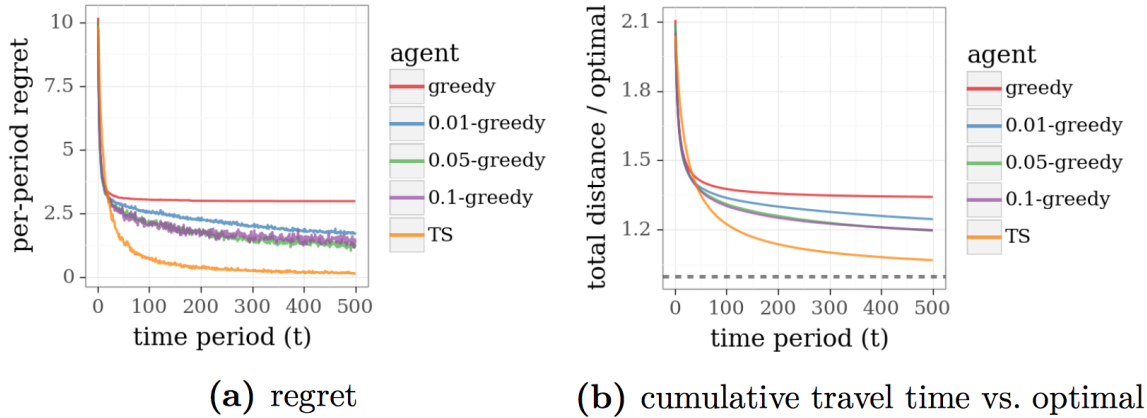 10
7.5
5
2.5
0
per-period regret
0 100 200 300 400 500
time period (t)
agent
greedy
0.01-greedy
0.05-greedy
0.1-greedy
TS
(a) regret
2.1
1.8
1.5
1.2
total distance / optimal
0 100 200 300 400 500
time period (t)
agent
greedy
0.01-greedy
0.05-greedy
0.1-greedy
TS
(b) cumulative travel time vs. optimal